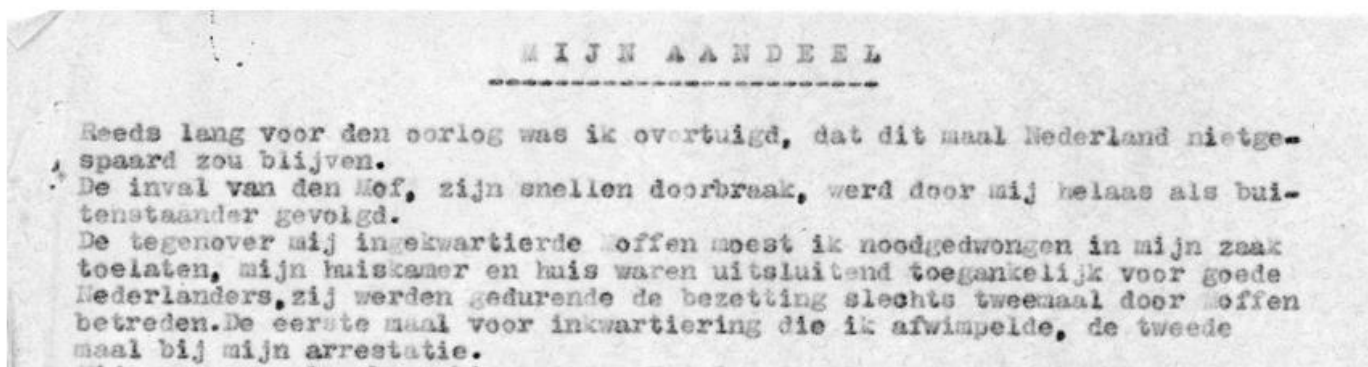 MIJN AANDEEL
Reeds lang voor den oorlog was ik overtuigd, dat dit maal Nederland nietge-
spaard zou blijven.
De inval van den Mof, zijn snellen doorbraak, werd door mij helaas als bui-
tenstaander gevolgd.
De tegenover mij ingekwartierde Moffen moest ik noodgedwongen in mijn zaak
toelaten, mijn huiskamer en huis waren uitsluitend toegankelijk voor goede
Nederlanders,zij werden gedurende de bezetting slechts tweemaal door Moffen
betreden.De eerste maal voor inkwartiering die ik afwimpelde, de tweede
maal bij mijn arrestatie.